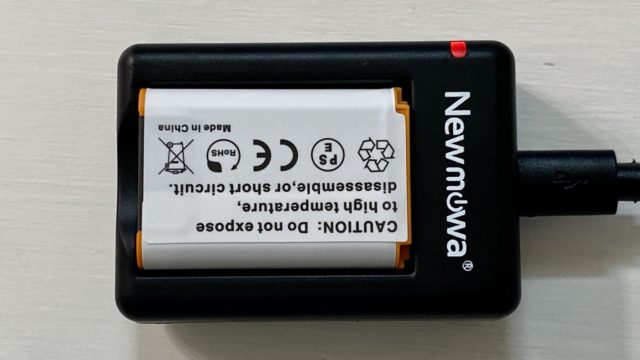 Newmowa®
CAUTION: Do not expose
to high temperature,
disassemble,or short circuit.
PS
E
CE
RoHS
Made in China